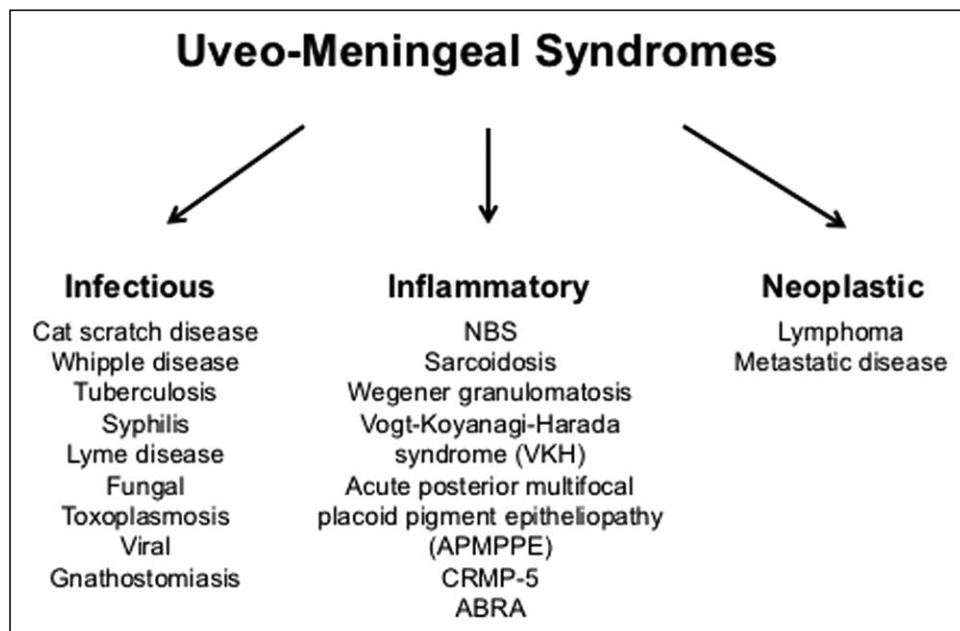 Uveo-Meningeal Syndromes
Infectious
Cat scratch disease
Whipple disease
Tuberculosis
Syphilis
Lyme disease
Fungal
Toxoplasmosis
Viral
Gnathostomiasis
Inflammatory
NBS
Sarcoidosis
Wegener granulomatosis
Vogt-Koyanagi-Harada
syndrome (VKH)
Acute posterior multifocal
placoid pigment epitheliopathy
(APMPPE)
CRMP-5
ABRA
Neoplastic
Lymphoma
Metastatic disease